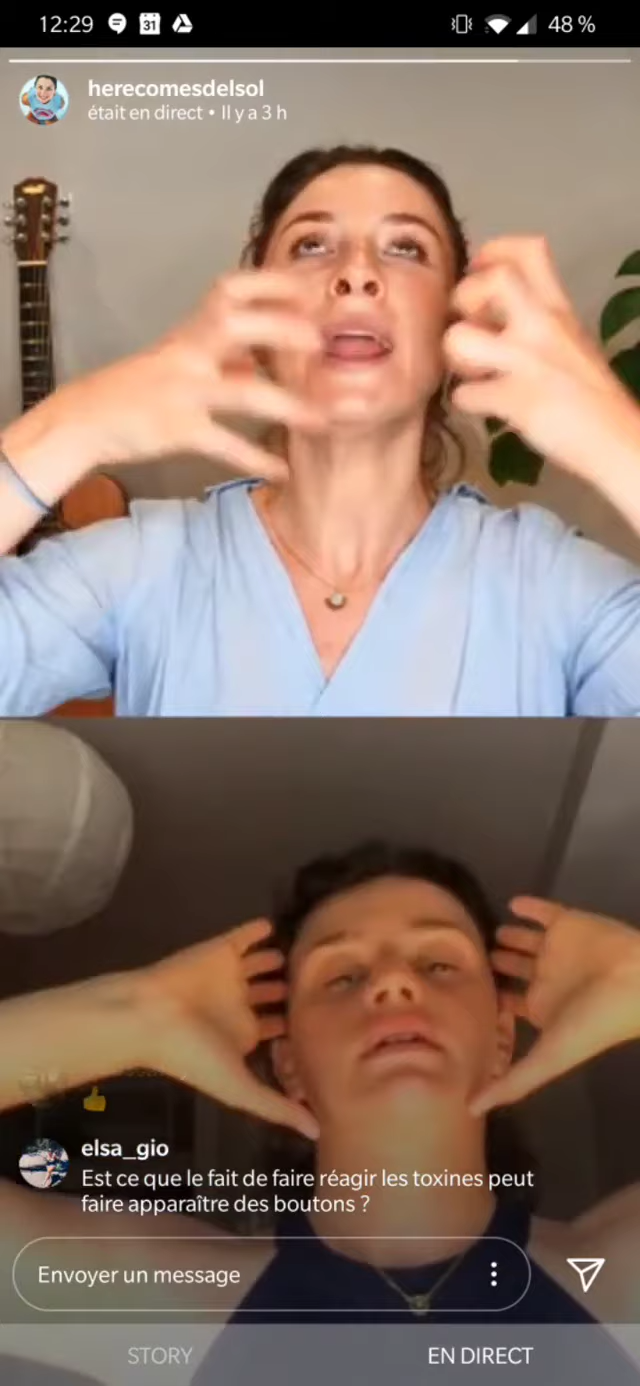 12:29
31
48 %
herecomesdelsol
était en direct • Il y a 3 h
elsa_gio
Est ce que le fait de faire réagir les toxines peut
faire apparaître des boutons ?
Envoyer un message
STORY
EN DIRECT